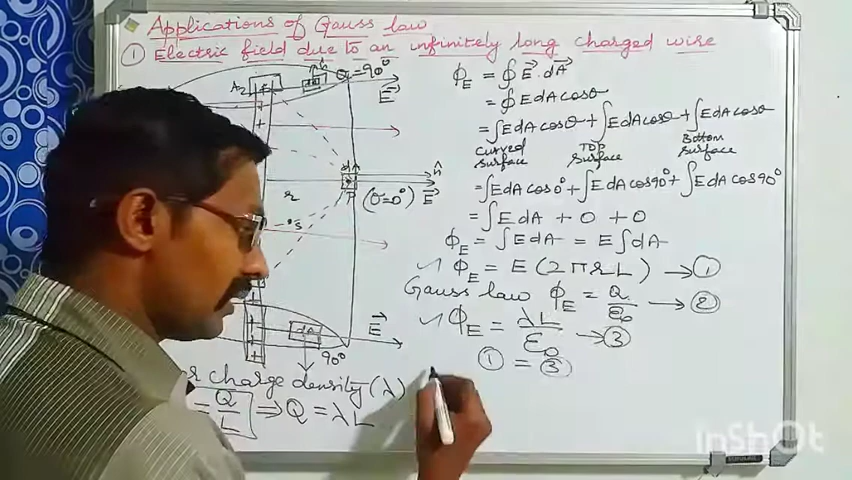 Applications of Gauss law
① Electric field due to an infinitely long charged wire
n̂
θ=90°
A₂
E⃗
ϕ_E = ∮ E⃗ · dA⃗
= ∮ E dA cosθ
= ∫ E dA cosθ + ∫ E dA cosθ + ∫ E dA cosθ
Curved surface Top surface Bottom surface
dA
n̂
= ∫ E dA cos0° + ∫ E dA cos90° + ∫ E dA cos90°
r
P (θ=0°) E⃗
= ∫ E dA + 0 + 0
S
ϕ_E = ∫ E dA = E ∫ dA
✓ ϕ_E = E (2πrL) → ①
Gauss law ϕ_E = Q/ε₀ → ②
✓ ϕ_E = λL/ε₀ → ③
dA
E⃗
90°
① = ③
charge density (λ)
= Q/L ⇒ Q = λL
InShOt